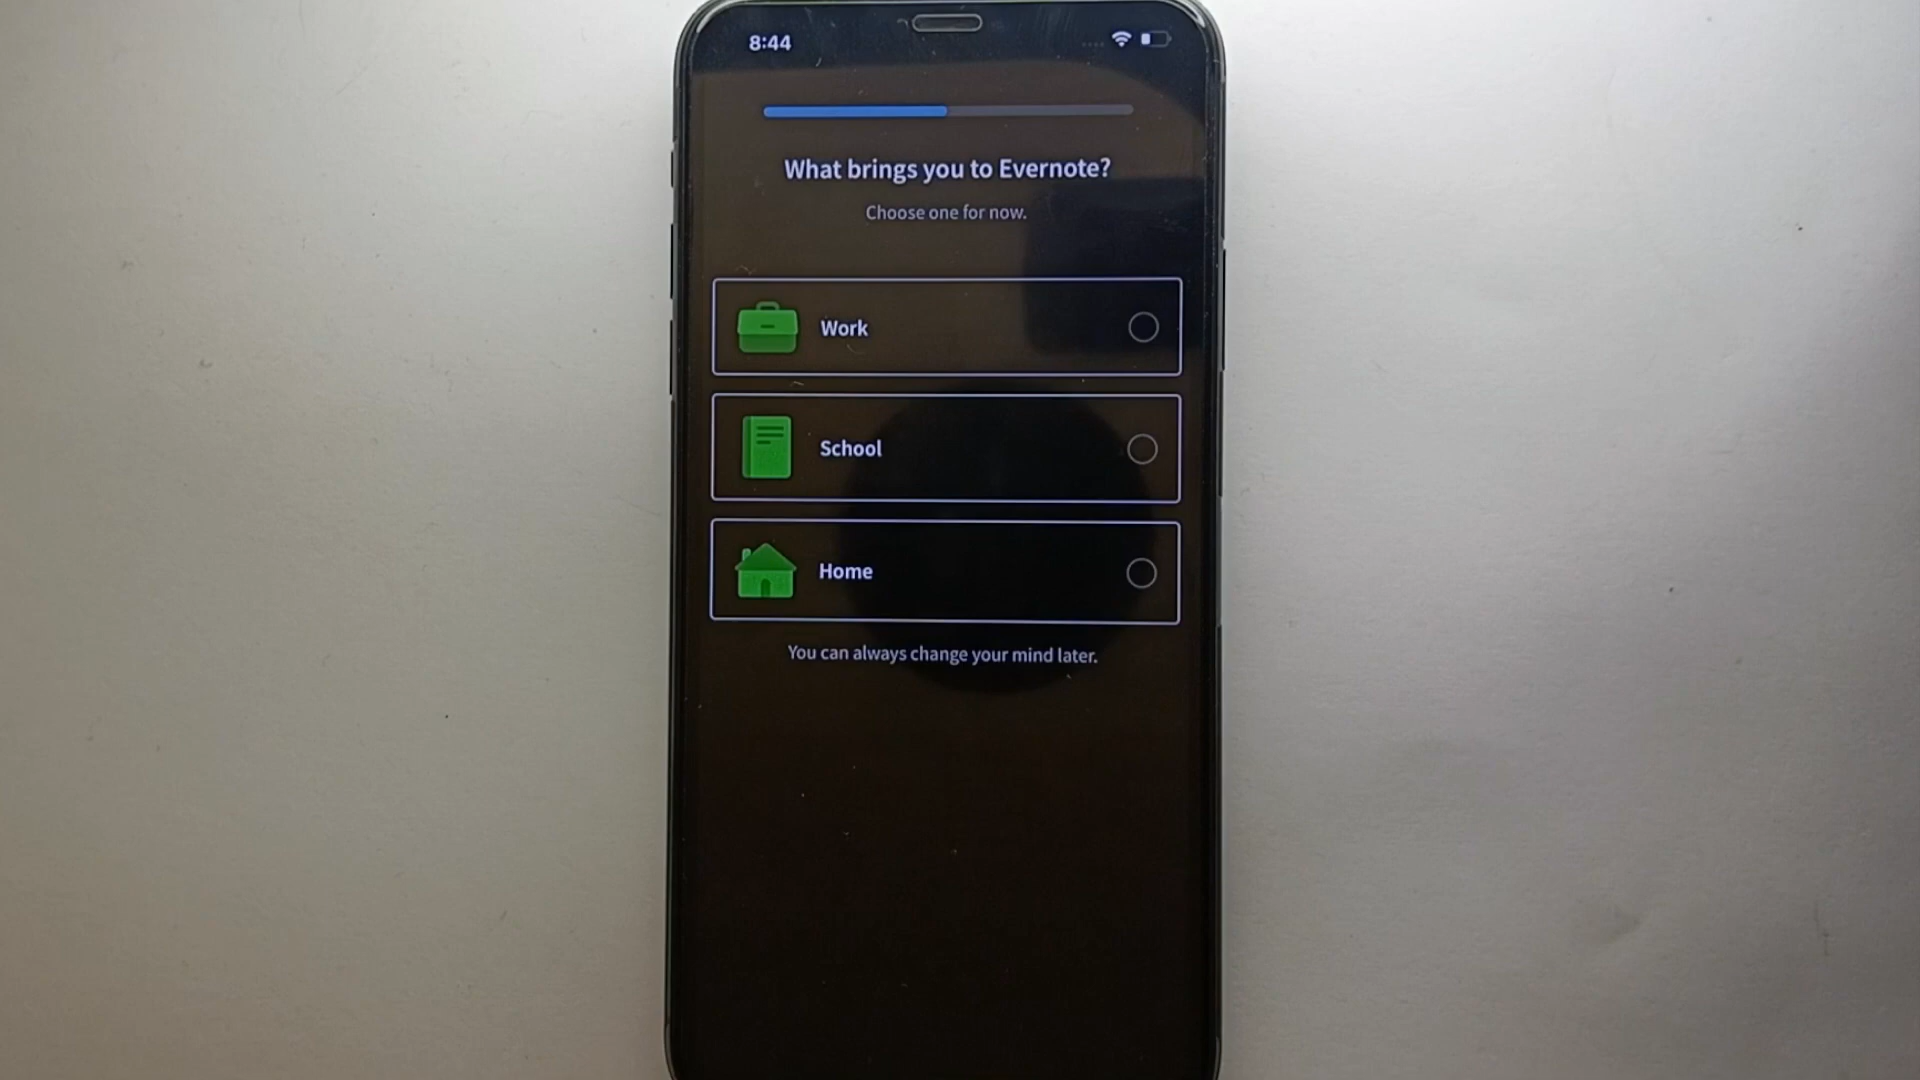 8:44
What brings you to Evernote?
Choose one for now.
Work
School
Home
You can always change your mind later.